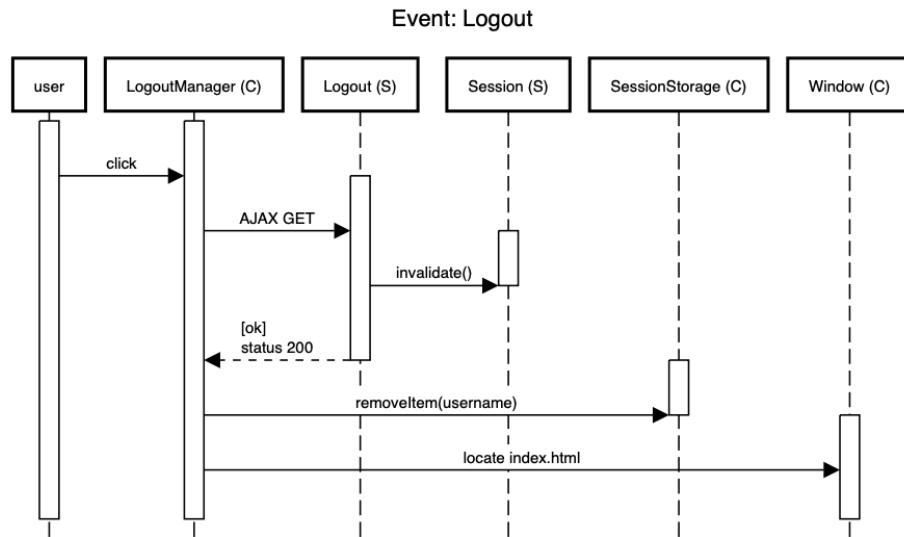 Event: Logout
user
LogoutManager (C)
Logout (S)
Session (S)
SessionStorage (C)
Window (C)
click
AJAX GET
invalidate()
[ok]
status 200
removeItem(username)
locate index.html